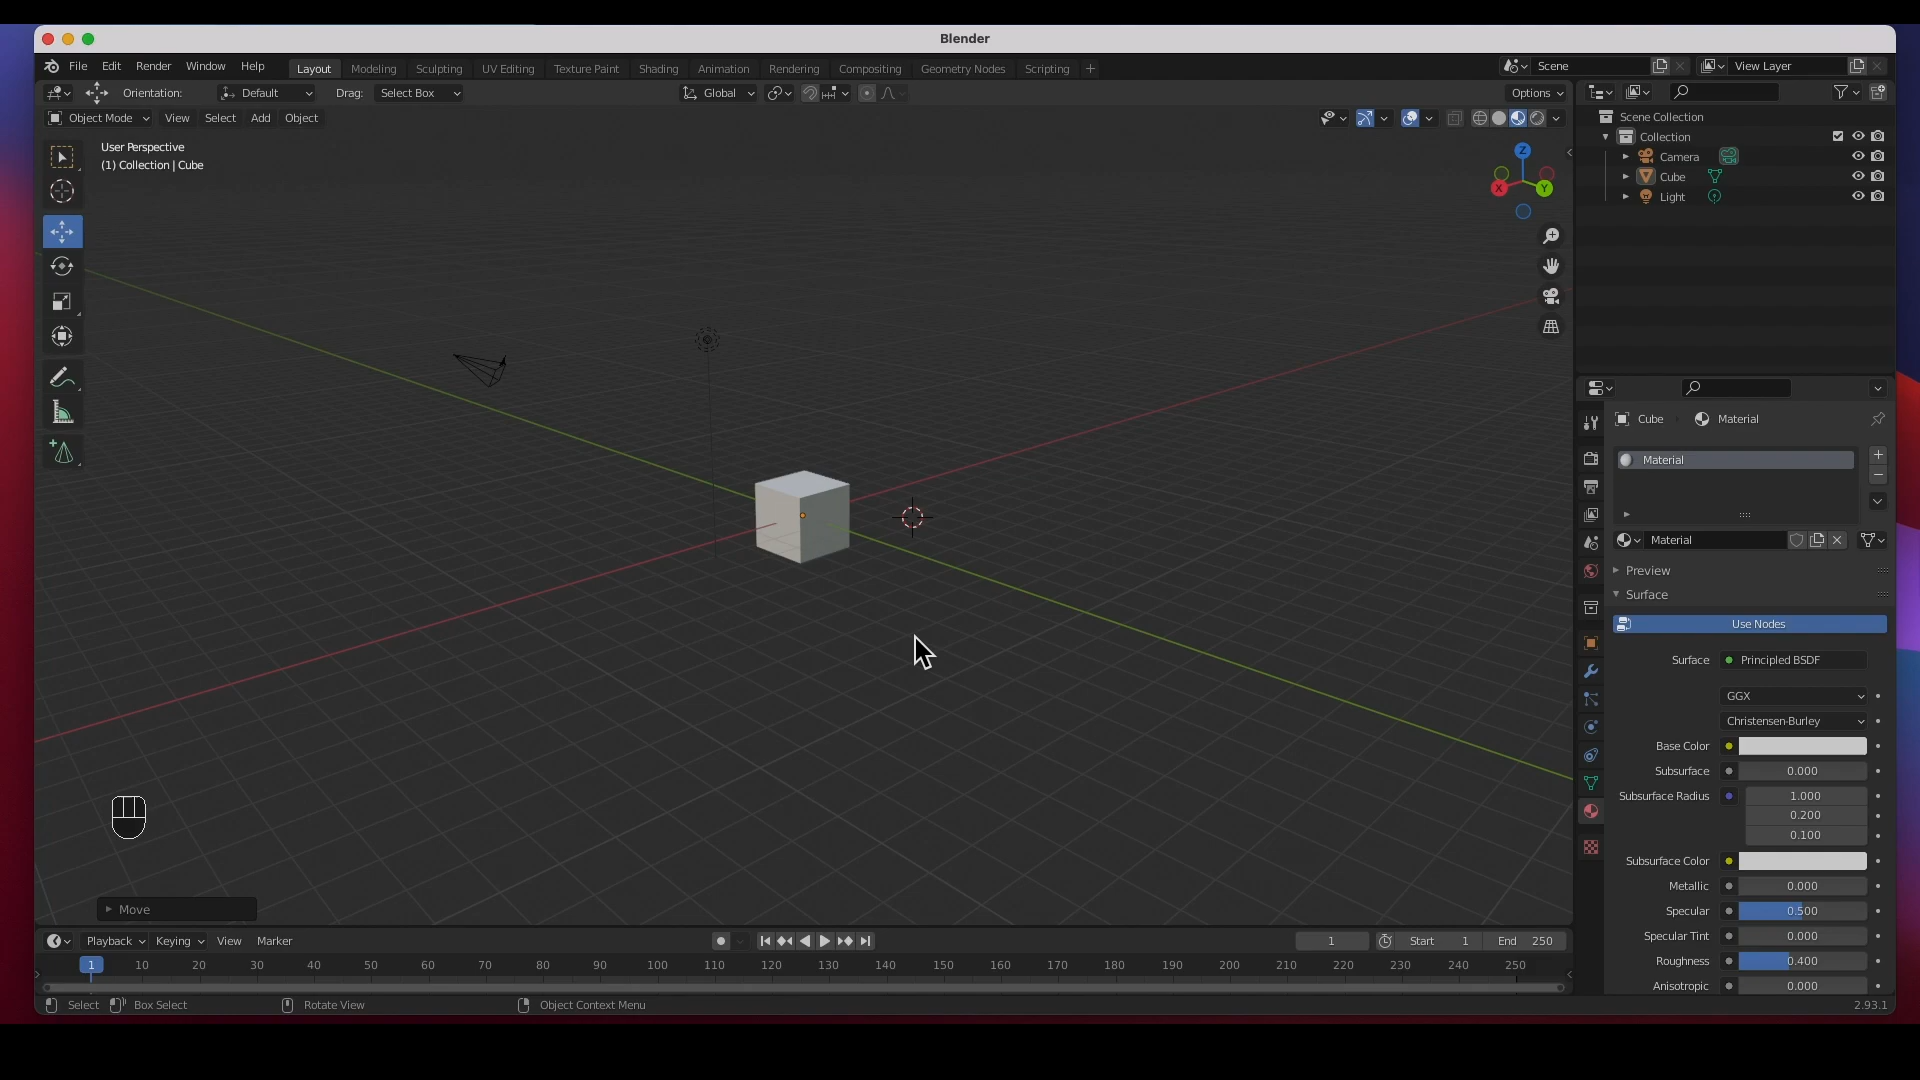 Blender
File Edit Render Window Help Layout Modeling Sculpting UV Editing Texture Paint Shading Animation Rendering Compositing Geometry Nodes Scripting + Scene View Layer
Orientation: Default Drag: Select Box Global Options
Object Mode View Select Add Object
User Perspective
(1) Collection | Cube
Z
X
Y
Scene Collection
Collection
Camera
Cube
Light
Cube Material
Material
Material
Preview
Surface
Use Nodes
Surface Principled BSDF
GGX
Christensen-Burley
Base Color
Subsurface 0.000
Subsurface Radius 1.000
0.200
0.100
Subsurface Color
Metallic 0.000
Specular 0.500
Specular Tint 0.000
Roughness 0.400
Anisotropic 0.000
Move
Playback Keying View Marker 1 Start 1 End 250
1 10 20 30 40 50 60 70 80 90 100 110 120 130 140 150 160 170 180 190 200 210 220 230 240 250
Select Box Select Rotate View Object Context Menu 2.93.1